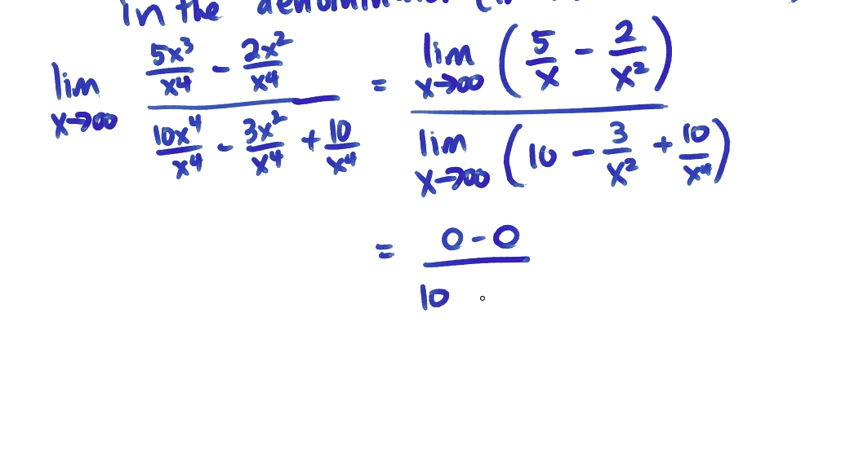 in the denominator
lim x→∞ (5x³/x⁴ - 2x²/x⁴) / (10x⁴/x⁴ - 3x²/x⁴ + 10/x⁴) = lim x→∞ (5/x - 2/x²) / lim x→∞ (10 - 3/x² + 10/x⁴)
= (0 - 0) / 10